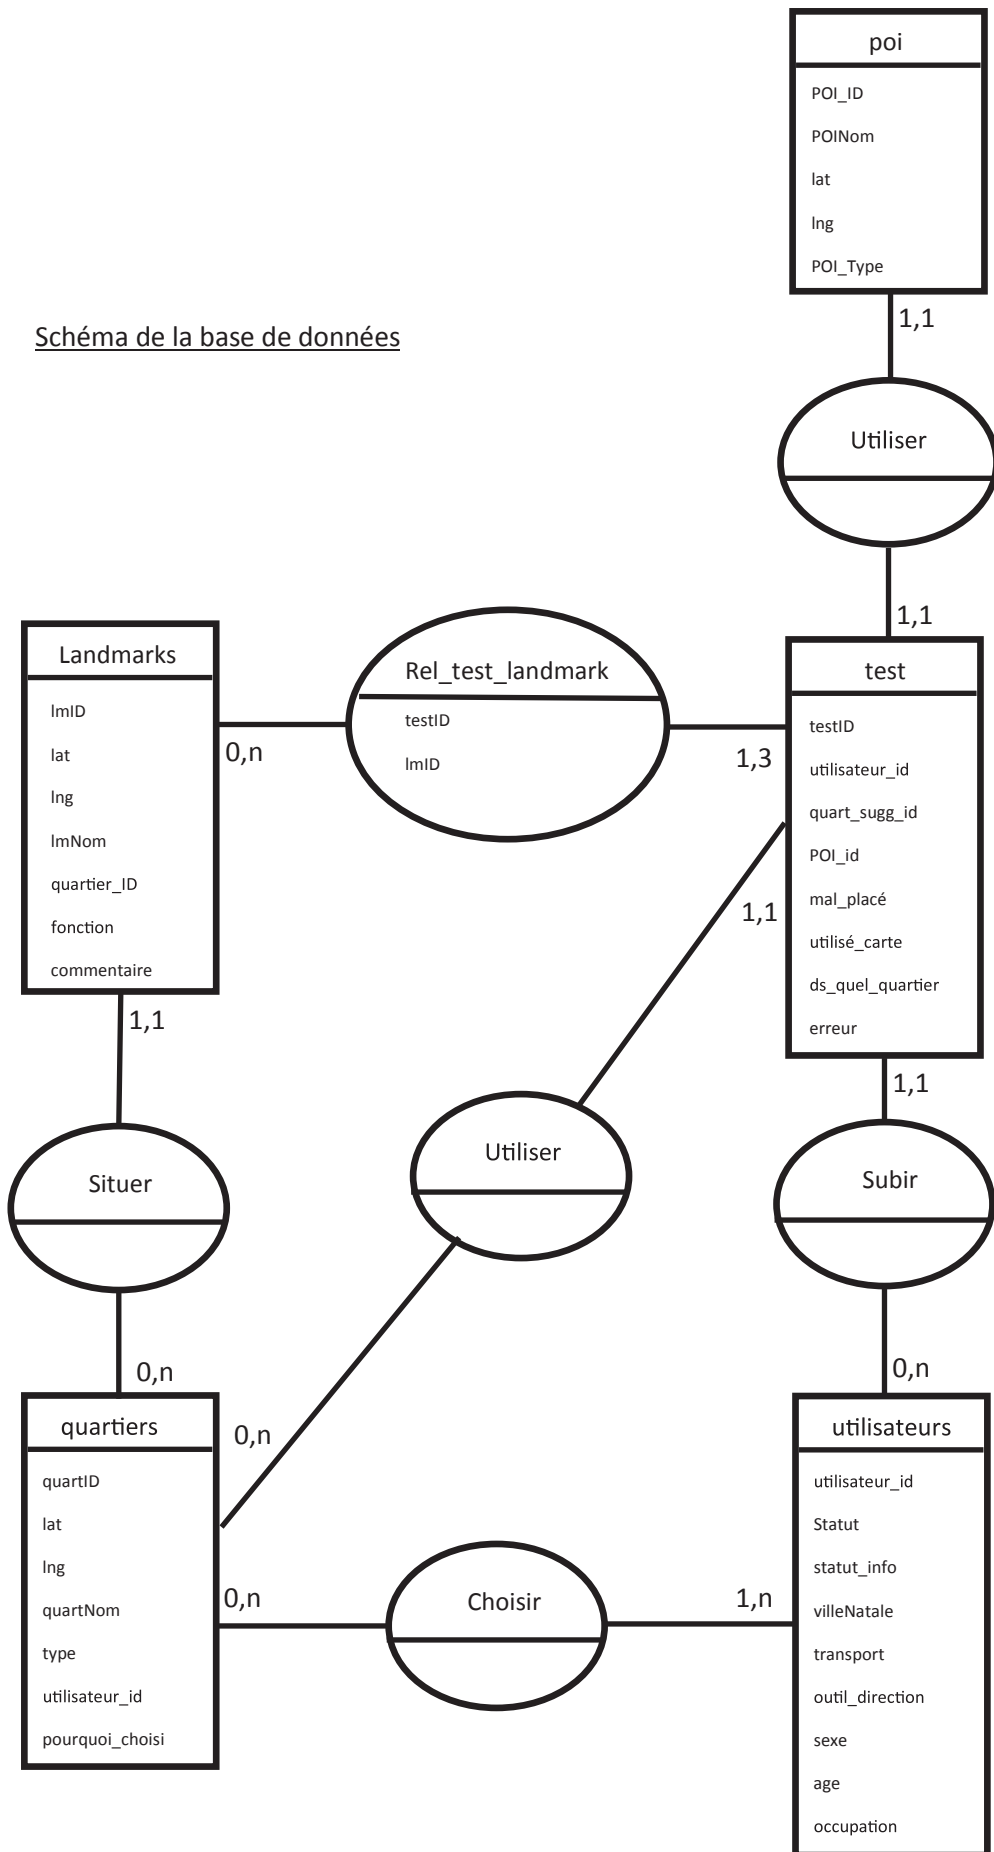 poi
POI_ID
POINom
lat
lng
POI_Type
1,1
Schéma de la base de données
Utiliser
1,1
Landmarks
lmID
lat
lng
lmNom
quartier_ID
fonction
commentaire
0,n
Rel_test_landmark
testID
lmID
1,3
test
testID
utilisateur_id
quart_sugg_id
POI_id
mal_placé
utilisé_carte
ds_quel_quartier
erreur
1,1
1,1
1,1
Situer
Utiliser
Subir
0,n
0,n
0,n
quartiers
quartID
lat
lng
quartNom
type
utilisateur_id
pourquoi_choisi
0,n
Choisir
1,n
utilisateurs
utilisateur_id
Statut
statut_info
villeNatale
transport
outil_direction
sexe
age
occupation